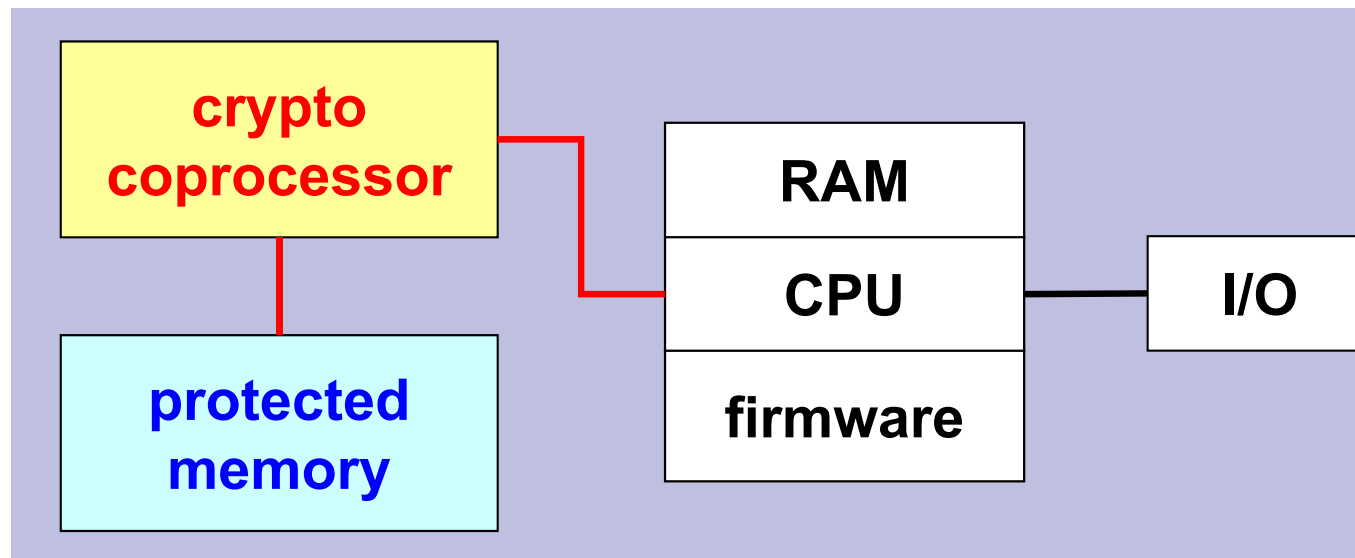 crypto
coprocessor
protected
memory
RAM
CPU
firmware
I/O